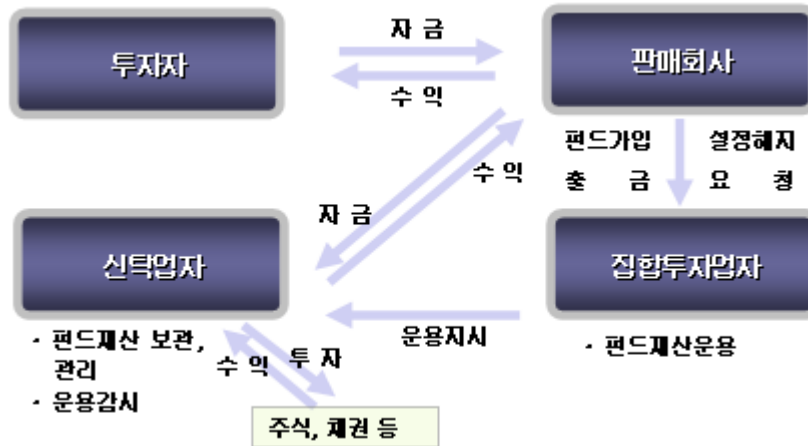 자 금
투자자
판매회사
수 익
펀드가입 설정해지
출 금 요 청
수 익
자 금
신탁업자
집합투자업자
운용지시
· 펀드재산 보관,
관리
· 운용감시
· 펀드재산운용
수 익
투 자
주식, 채권 등